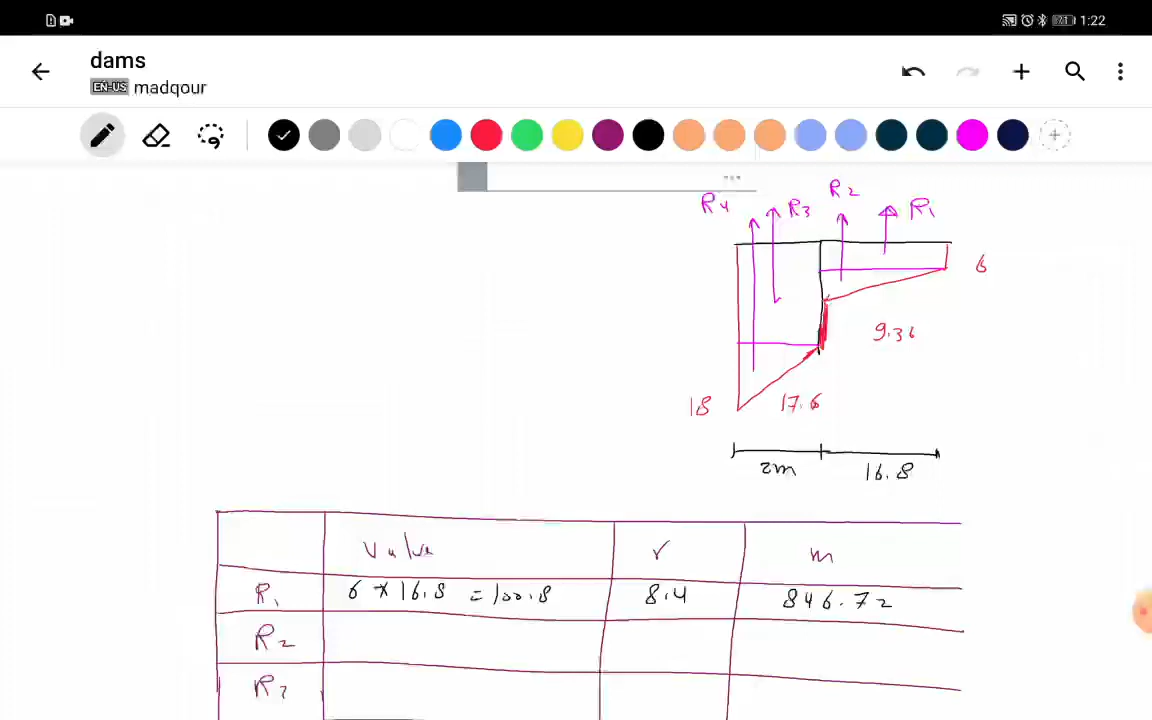 1:22
dams
EN-US madqour
R4 R3 R2 R1
6
9.36
18 17.6
2m 16.8
Value r m
R1 6 * 16.8 = 100.8 8.4 846.72
R2
R3